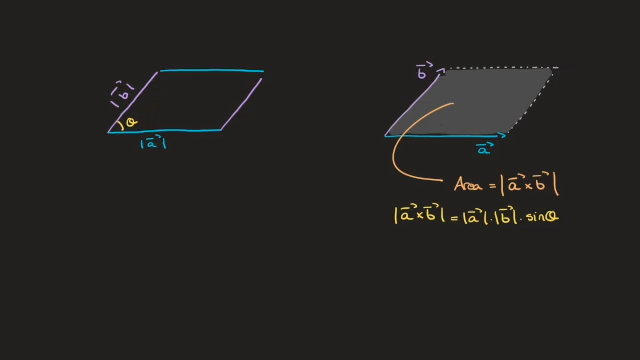 |b⃗|
θ
|a⃗|
b⃗
a⃗
Area = |a⃗ × b⃗|
|a⃗ × b⃗| = |a⃗| · |b⃗| · sinθ